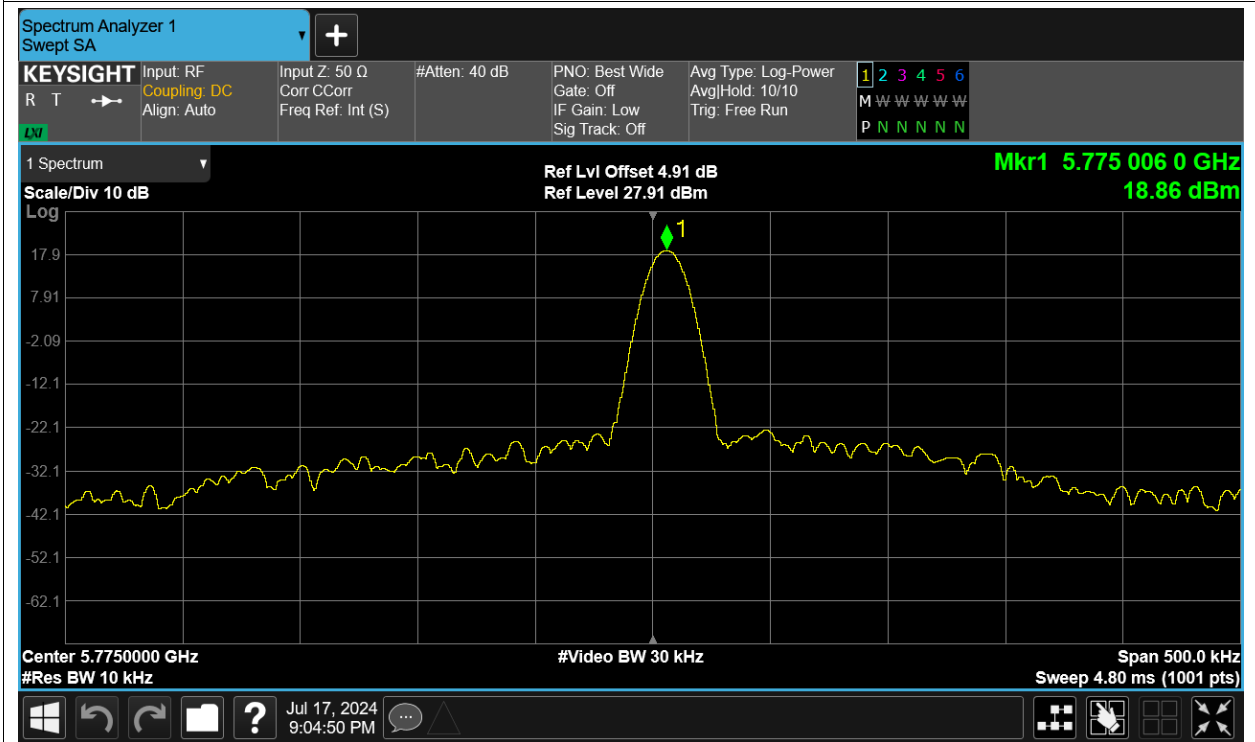 Spectrum Analyzer 1
Swept SA
+
KEYSIGHT
R T
LXI
Input: RF
Coupling: DC
Align: Auto
Input Z: 50 Ω
Corr CCorr
Freq Ref: Int (S)
#Atten: 40 dB
PNO: Best Wide
Gate: Off
IF Gain: Low
Sig Track: Off
Avg Type: Log-Power
Avg|Hold: 10/10
Trig: Free Run
1 2 3 4 5 6
M W W W W W
P N N N N N
1 Spectrum
Scale/Div 10 dB
Log
Ref Lvl Offset 4.91 dB
Ref Level 27.91 dBm
Mkr1 5.775 006 0 GHz
18.86 dBm
1
17.9
7.91
-2.09
-12.1
-22.1
-32.1
-42.1
-52.1
-62.1
Center 5.7750000 GHz
#Res BW 10 kHz
#Video BW 30 kHz
Span 500.0 kHz
Sweep 4.80 ms (1001 pts)
?
Jul 17, 2024
9:04:50 PM